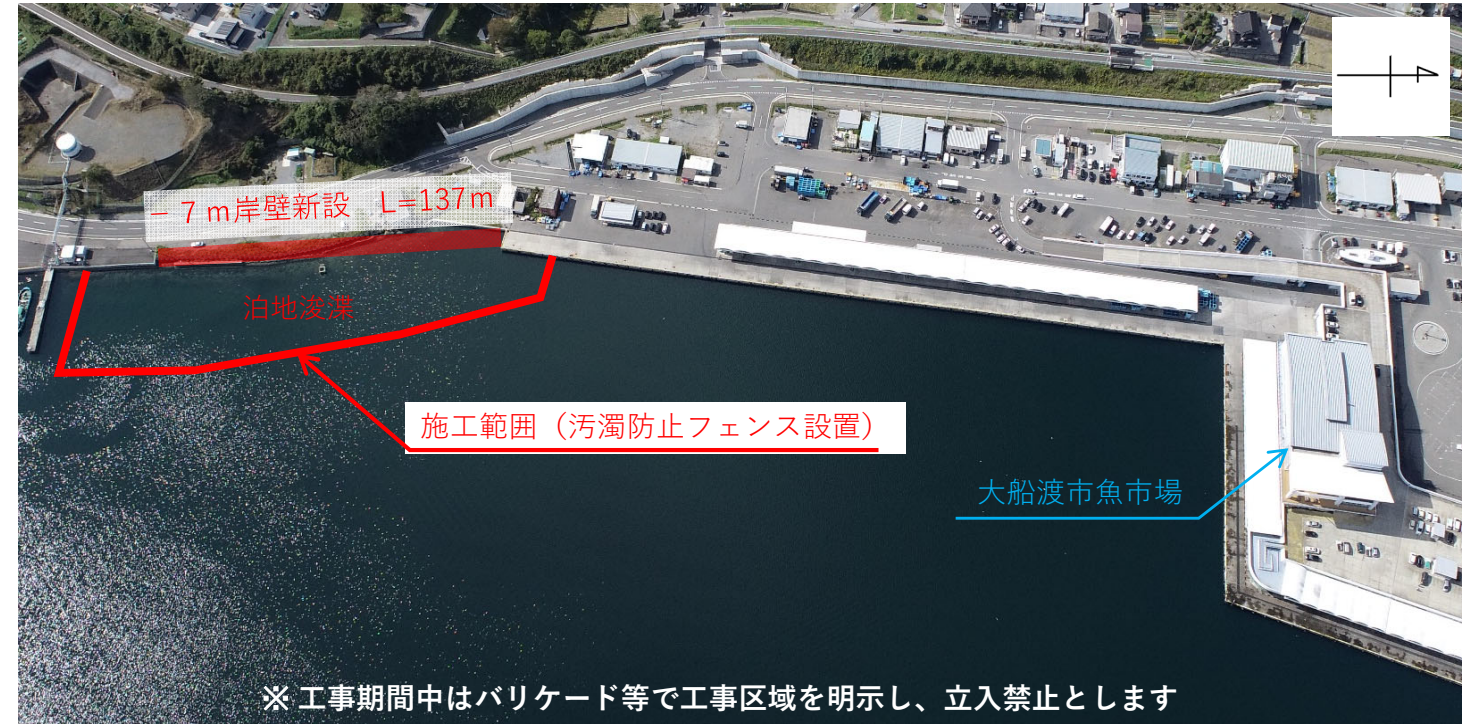 －７ｍ岸壁新設　L=137m
泊地浚渫
施工範囲（汚濁防止フェンス設置）
大船渡市魚市場
※ 工事期間中はバリケード等で工事区域を明示し、立入禁止とします